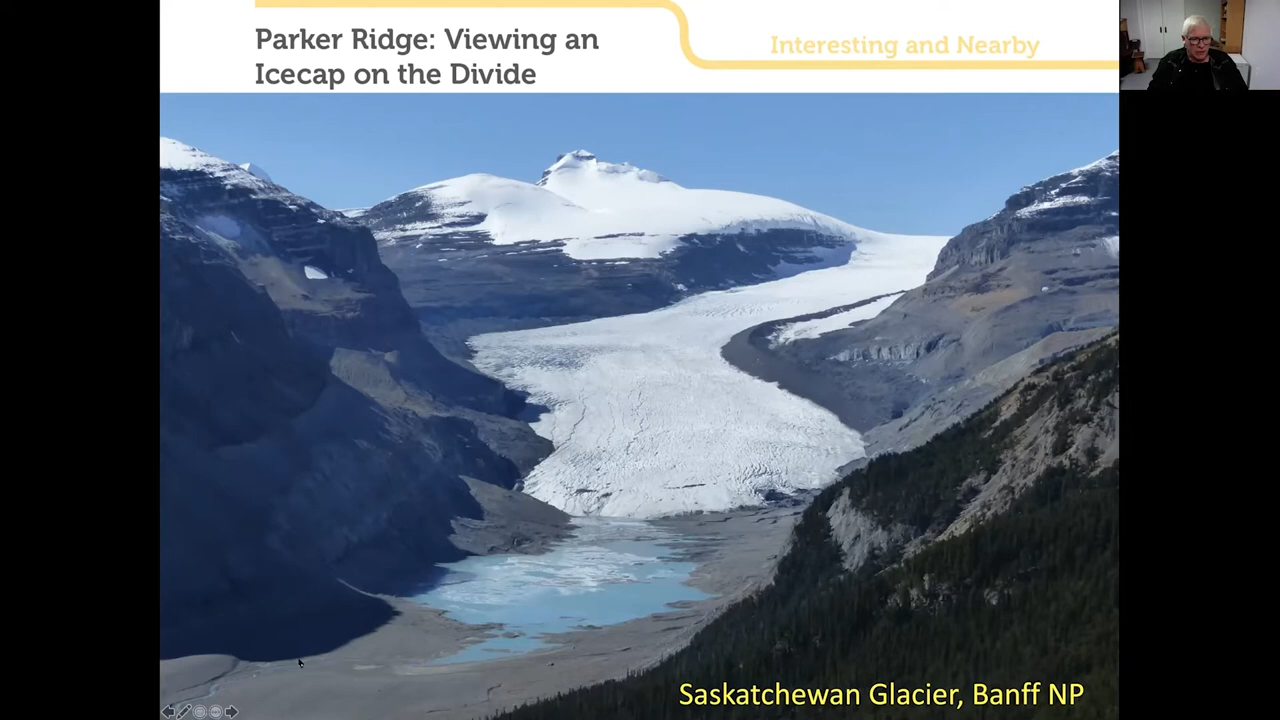 Parker Ridge: Viewing an
Icecap on the Divide
Interesting and Nearby
Saskatchewan Glacier, Banff NP